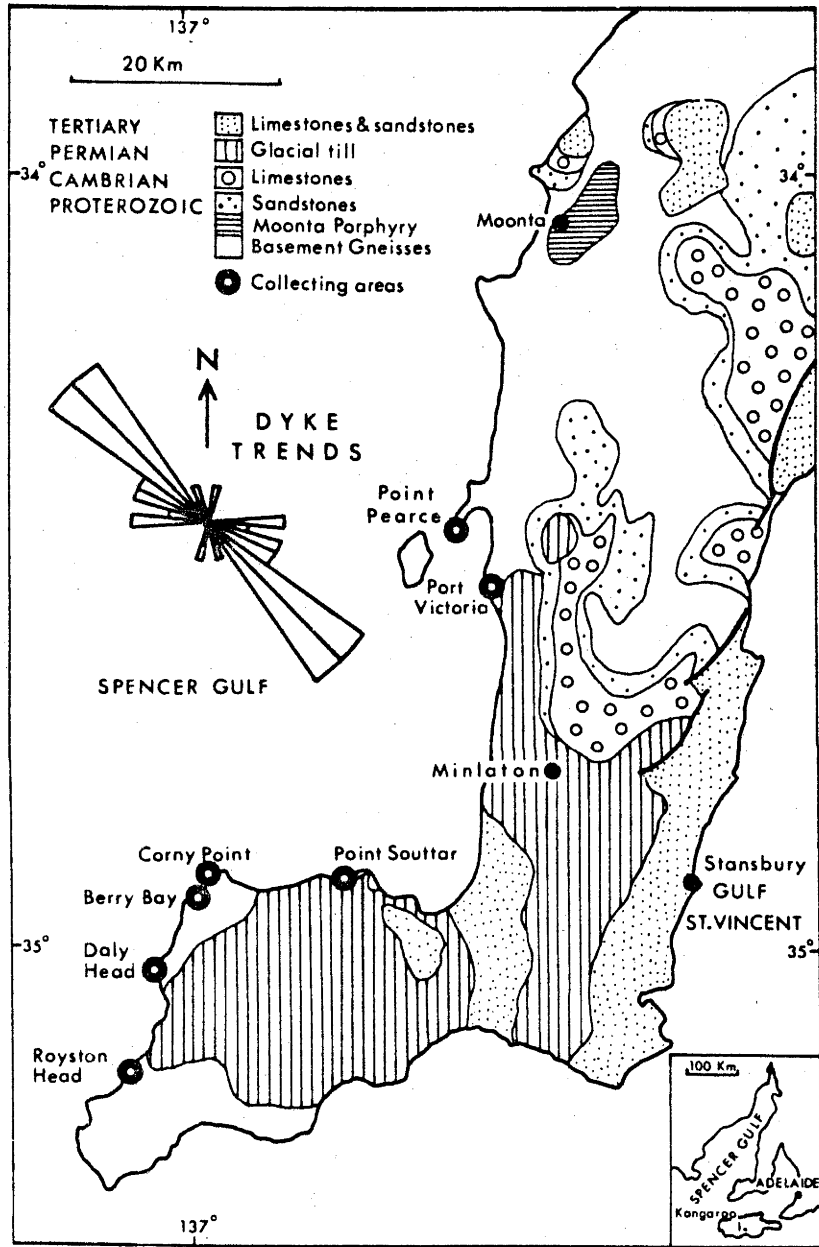 137°
20 Km
TERTIARY Limestones & sandstones
PERMIAN Glacial till
CAMBRIAN Limestones
PROTEROZOIC Sandstones
Moonta Porphyry
Basement Gneisses
Collecting areas
34°
34°
Moonta
N
DYKE
TRENDS
Point
Pearce
Port
Victoria
SPENCER GULF
Minlaton
Corny Point
Point Souttar
Berry Bay
Stansbury
GULF
ST.VINCENT
Daly
Head
35°
35°
Royston
Head
100 Km
SPENCER GULF
ADELAIDE
Kangaroo
I.
137°